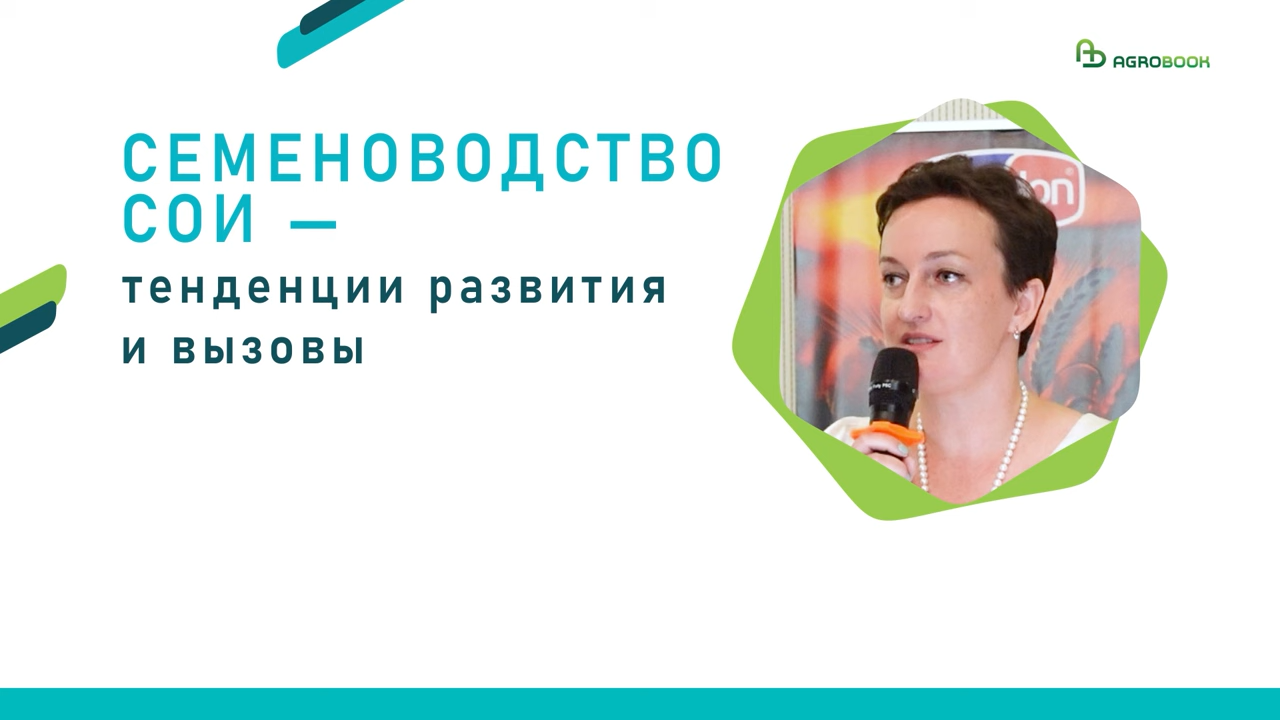 AGROBOOK
СЕМЕНОВОДСТВО
СОИ —
тенденции развития
и вызовы